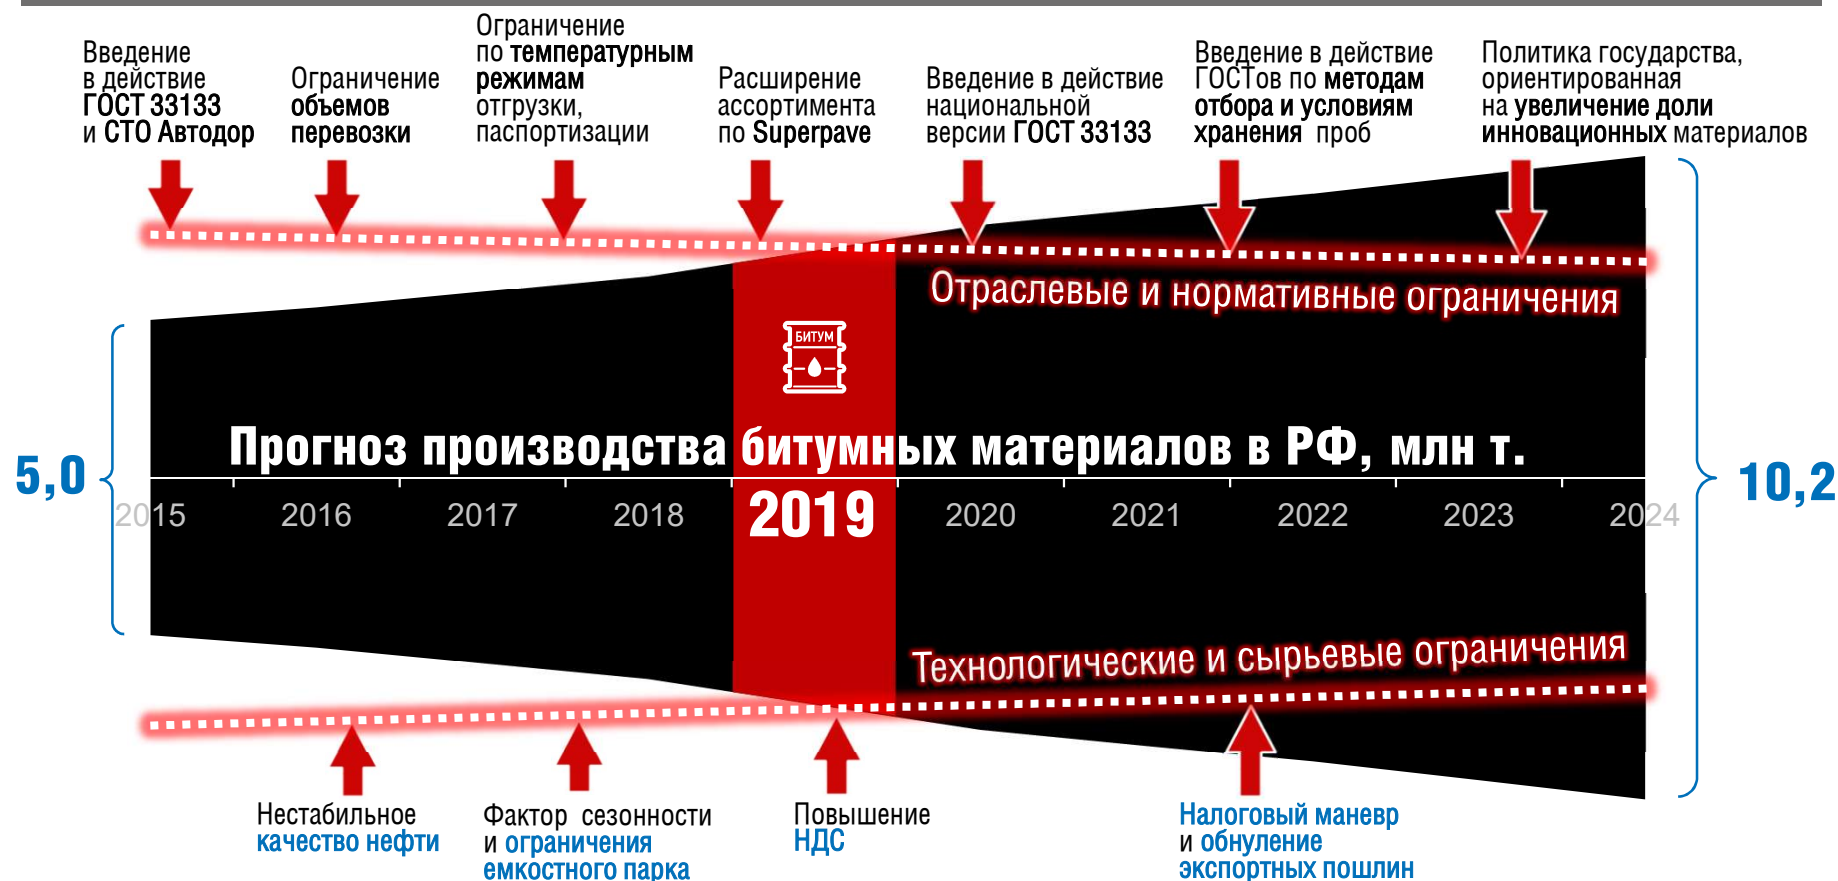 Введение
в действие
ГОСТ 33133
и СТО Автодор
Ограничение
объемов
перевозки
Ограничение
по температурным
режимам
отгрузки,
паспортизации
Расширение
ассортимента
по Superpave
Введение в действие
национальной
версии ГОСТ 33133
Введение в действие
ГОСТов по методам
отбора и условиям
хранения проб
Политика государства,
ориентированная
на увеличение доли
инновационных материалов
Отраслевые и нормативные ограничения
БИТУМ
Прогноз производства битумных материалов в РФ, млн т.
5,0
10,2
2015 2016 2017 2018 2019 2020 2021 2022 2023 2024
Технологические и сырьевые ограничения
Нестабильное
качество нефти
Фактор сезонности
и ограничения
емкостного парка
Повышение
НДС
Налоговый маневр
и обнуление
экспортных пошлин